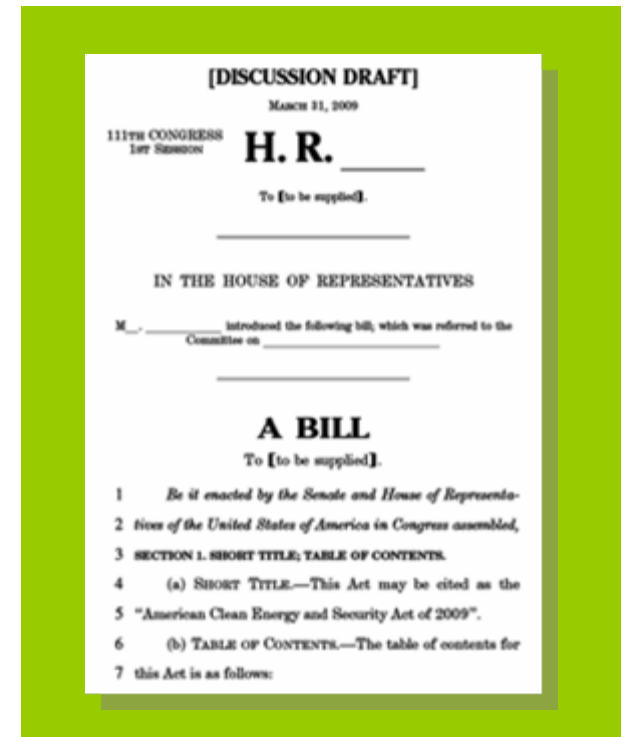 [DISCUSSION DRAFT]
MARCH 31, 2009
111TH CONGRESS
1ST SESSION
H. R. ________
To [to be supplied].
IN THE HOUSE OF REPRESENTATIVES
M__. ________ introduced the following bill; which was referred to the
Committee on ________________
A BILL
To [to be supplied].
1 Be it enacted by the Senate and House of Representa-
2 tives of the United States of America in Congress assembled,
3 SECTION 1. SHORT TITLE; TABLE OF CONTENTS.
4 (a) SHORT TITLE.—This Act may be cited as the
5 "American Clean Energy and Security Act of 2009".
6 (b) TABLE OF CONTENTS.—The table of contents for
7 this Act is as follows: